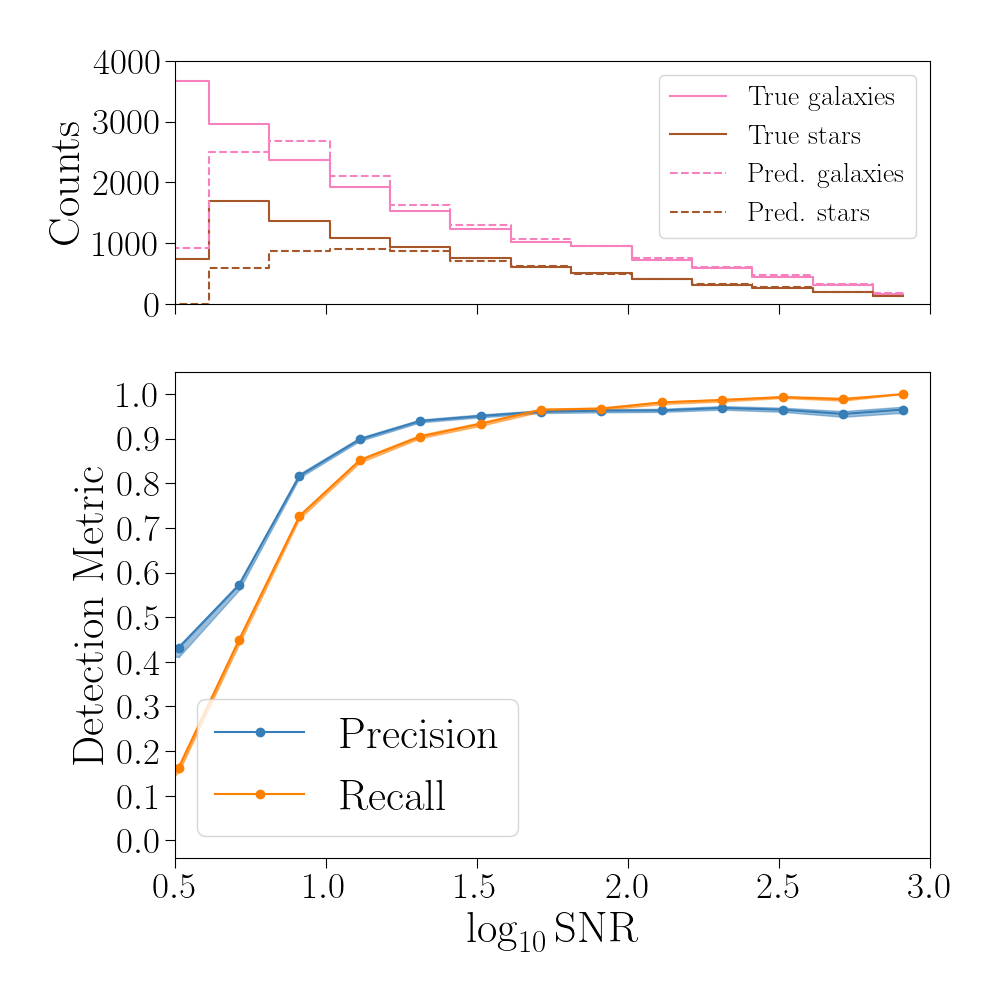 4000
3000
2000
1000
0
Counts
True galaxies
True stars
Pred. galaxies
Pred. stars
1.0
0.9
0.8
0.7
0.6
0.5
0.4
0.3
0.2
0.1
0.0
Detection Metric
Precision
Recall
0.5 1.0 1.5 2.0 2.5 3.0
log₁₀ SNR